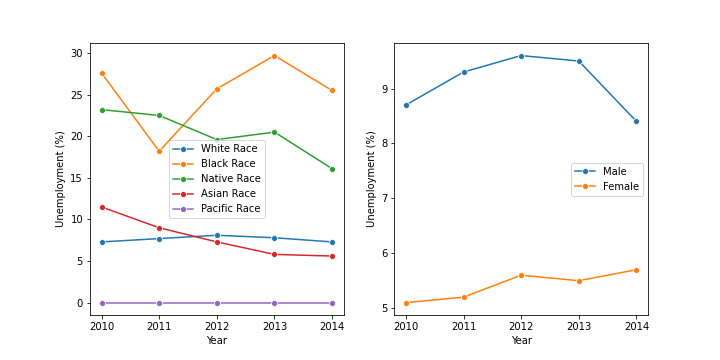 30
25
20
15
10
5
0
Unemployment (%)
White Race
Black Race
Native Race
Asian Race
Pacific Race
2010 2011 2012 2013 2014
Year
9
8
7
6
5
Unemployment (%)
Male
Female
2010 2011 2012 2013 2014
Year